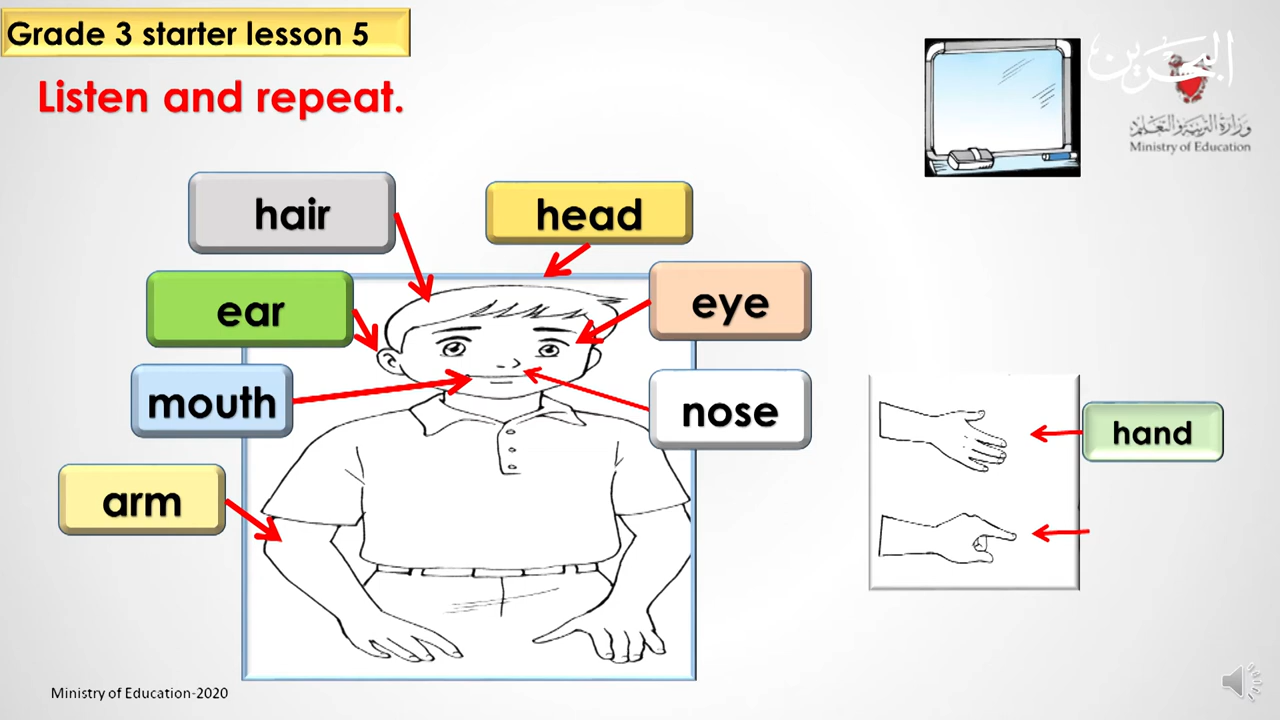 Grade 3 starter lesson 5
Listen and repeat.
البحرين
وزارة التربية والتعليم
Ministry of Education
hair
head
ear
eye
mouth
nose
arm
hand
Ministry of Education-2020